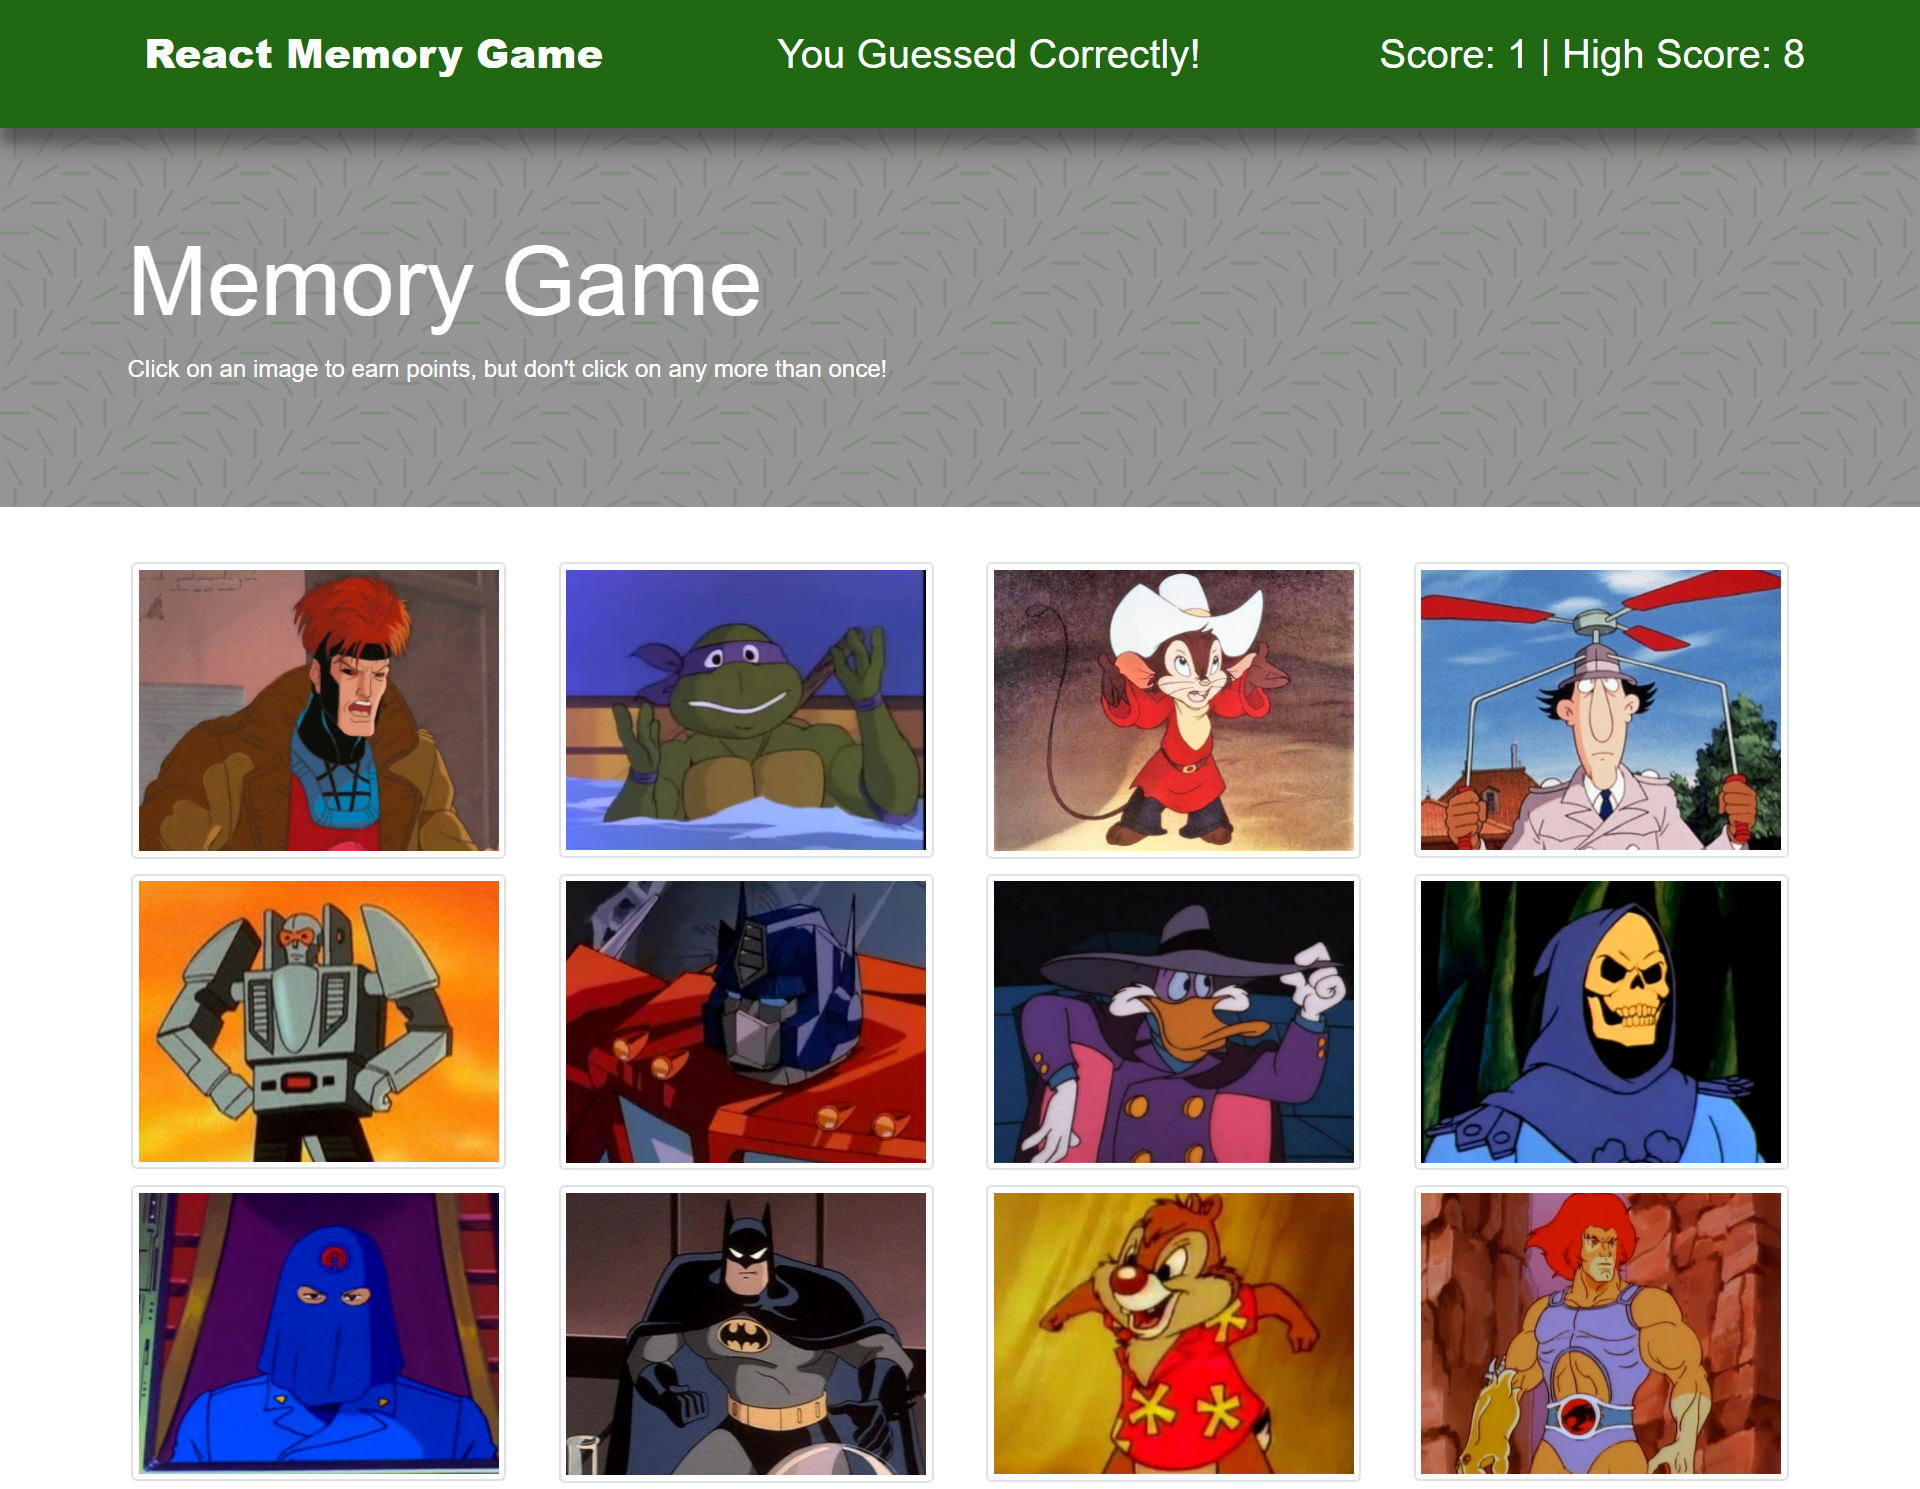 React Memory Game
You Guessed Correctly!
Score: 1 | High Score: 8
Memory Game
Click on an image to earn points, but don't click on any more than once!